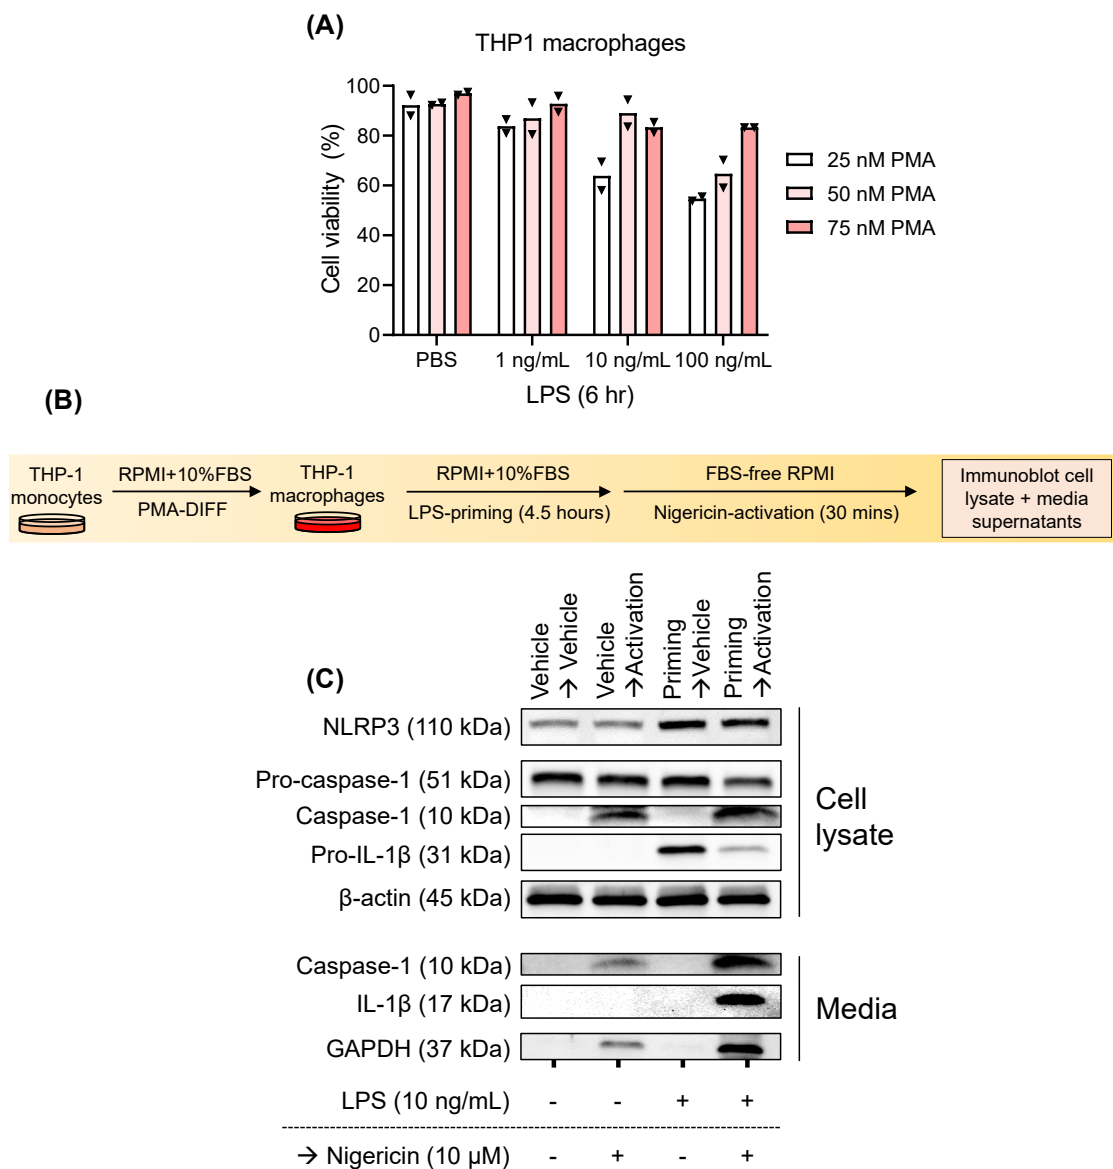 (A)
THP1 macrophages
Cell viability (%)
100
80
60
40
20
0
PBS
1 ng/mL
10 ng/mL
100 ng/mL
LPS (6 hr)
25 nM PMA
50 nM PMA
75 nM PMA
(B)
THP-1
monocytes
RPMI+10%FBS
PMA-DIFF
THP-1
macrophages
RPMI+10%FBS
LPS-priming (4.5 hours)
FBS-free RPMI
Nigericin-activation (30 mins)
Immunoblot cell
lysate + media
supernatants
(C)
Vehicle
→ Vehicle
Vehicle
→Activation
Priming
→Vehicle
Priming
→Activation
NLRP3 (110 kDa)
Pro-caspase-1 (51 kDa)
Caspase-1 (10 kDa)
Pro-IL-1β (31 kDa)
β-actin (45 kDa)
Cell
lysate
Caspase-1 (10 kDa)
IL-1β (17 kDa)
GAPDH (37 kDa)
Media
LPS (10 ng/mL) - - + +
→ Nigericin (10 µM) - + - +